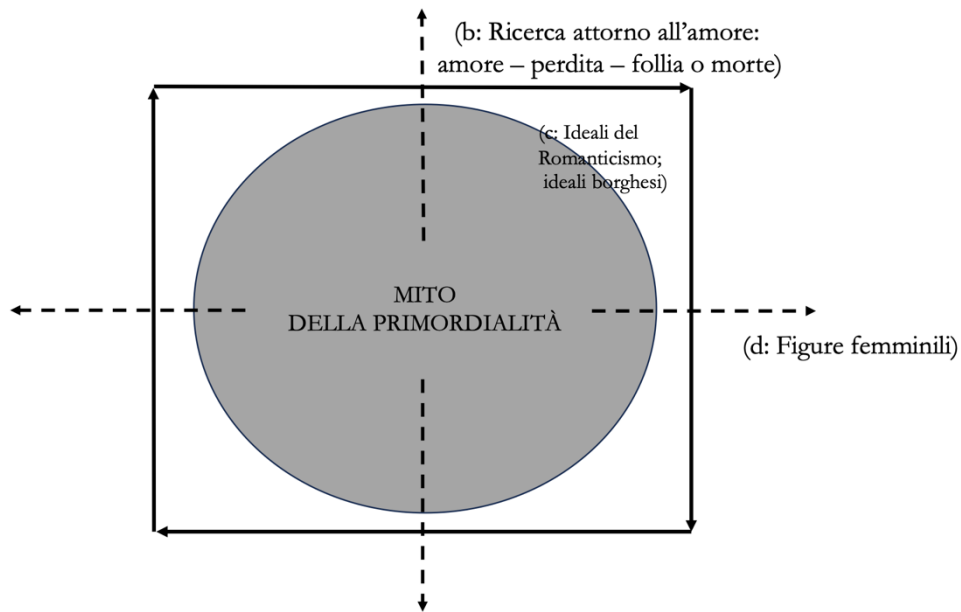 (b: Ricerca attorno all’amore:
amore – perdita – follia o morte)
(c: Ideali del
Romanticismo;
ideali borghesi)
MITO
DELLA PRIMORDIALITÀ
(d: Figure femminili)